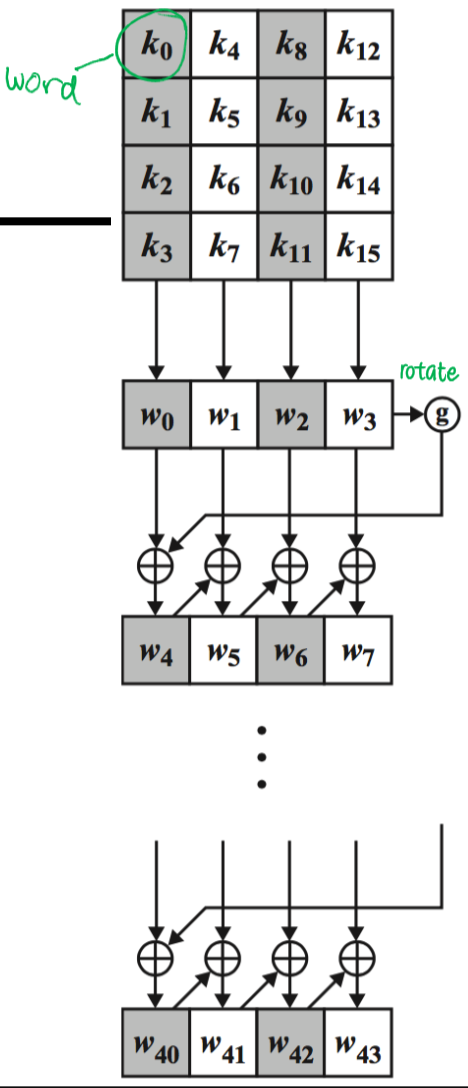 k0 k4 k8 k12
word
k1 k5 k9 k13
k2 k6 k10 k14
k3 k7 k11 k15
rotate
w0 w1 w2 w3 g
w4 w5 w6 w7
w40 w41 w42 w43